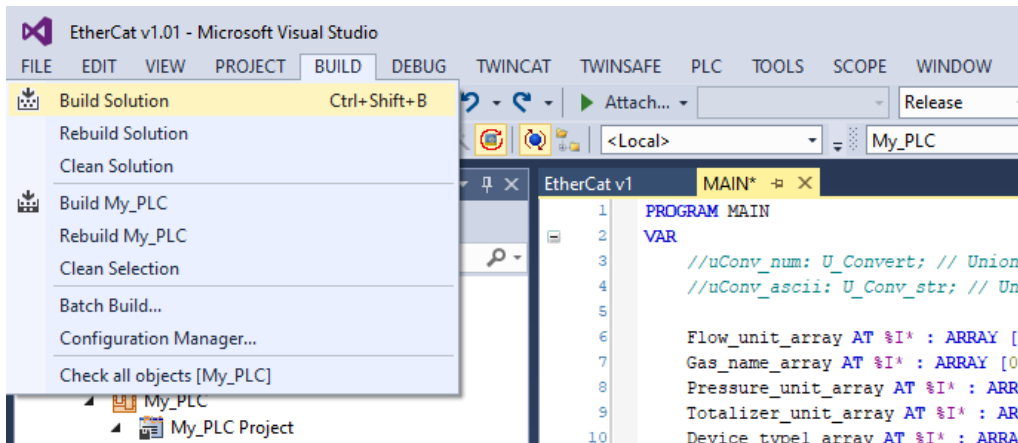 EtherCat v1.01 - Microsoft Visual Studio
FILE EDIT VIEW PROJECT BUILD DEBUG TWINCAT TWINSAFE PLC TOOLS SCOPE WINDOW
Build Solution Ctrl+Shift+B
Rebuild Solution
Clean Solution
Build My_PLC
Rebuild My_PLC
Clean Selection
Batch Build...
Configuration Manager...
Check all objects [My_PLC]
My_PLC
My_PLC Project
Attach... Release
<Local> My_PLC
EtherCat v1 MAIN*
1 PROGRAM MAIN
2 VAR
3 //uConv_num: U_Convert; // Union
4 //uConv_ascii: U_Conv_str; // Un
5
6 Flow_unit_array AT %I* : ARRAY [
7 Gas_name_array AT %I* : ARRAY [0
8 Pressure_unit_array AT %I* : ARR
9 Totalizer_unit_array AT %I* : AR
10 Device_type1_array AT %I* : ARRA